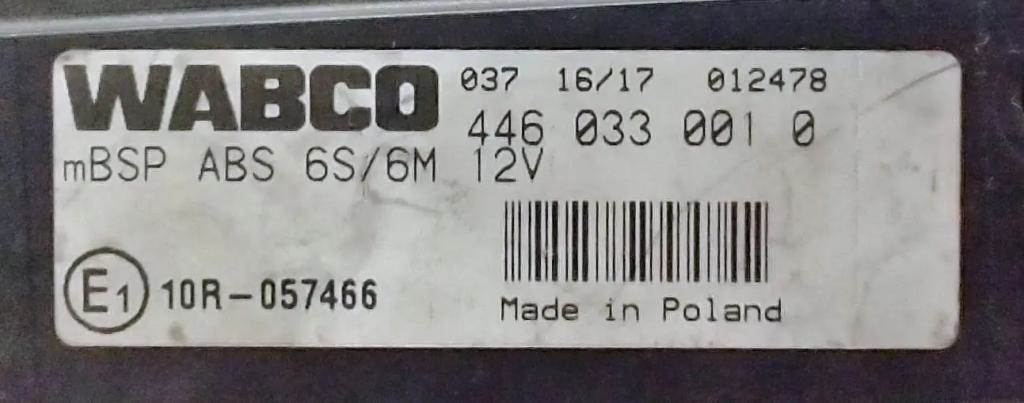 WABCO 037 16/17 012478
446 033 001 0
mBSP ABS 6S/6M 12V
E1 10R-057466
Made in Poland